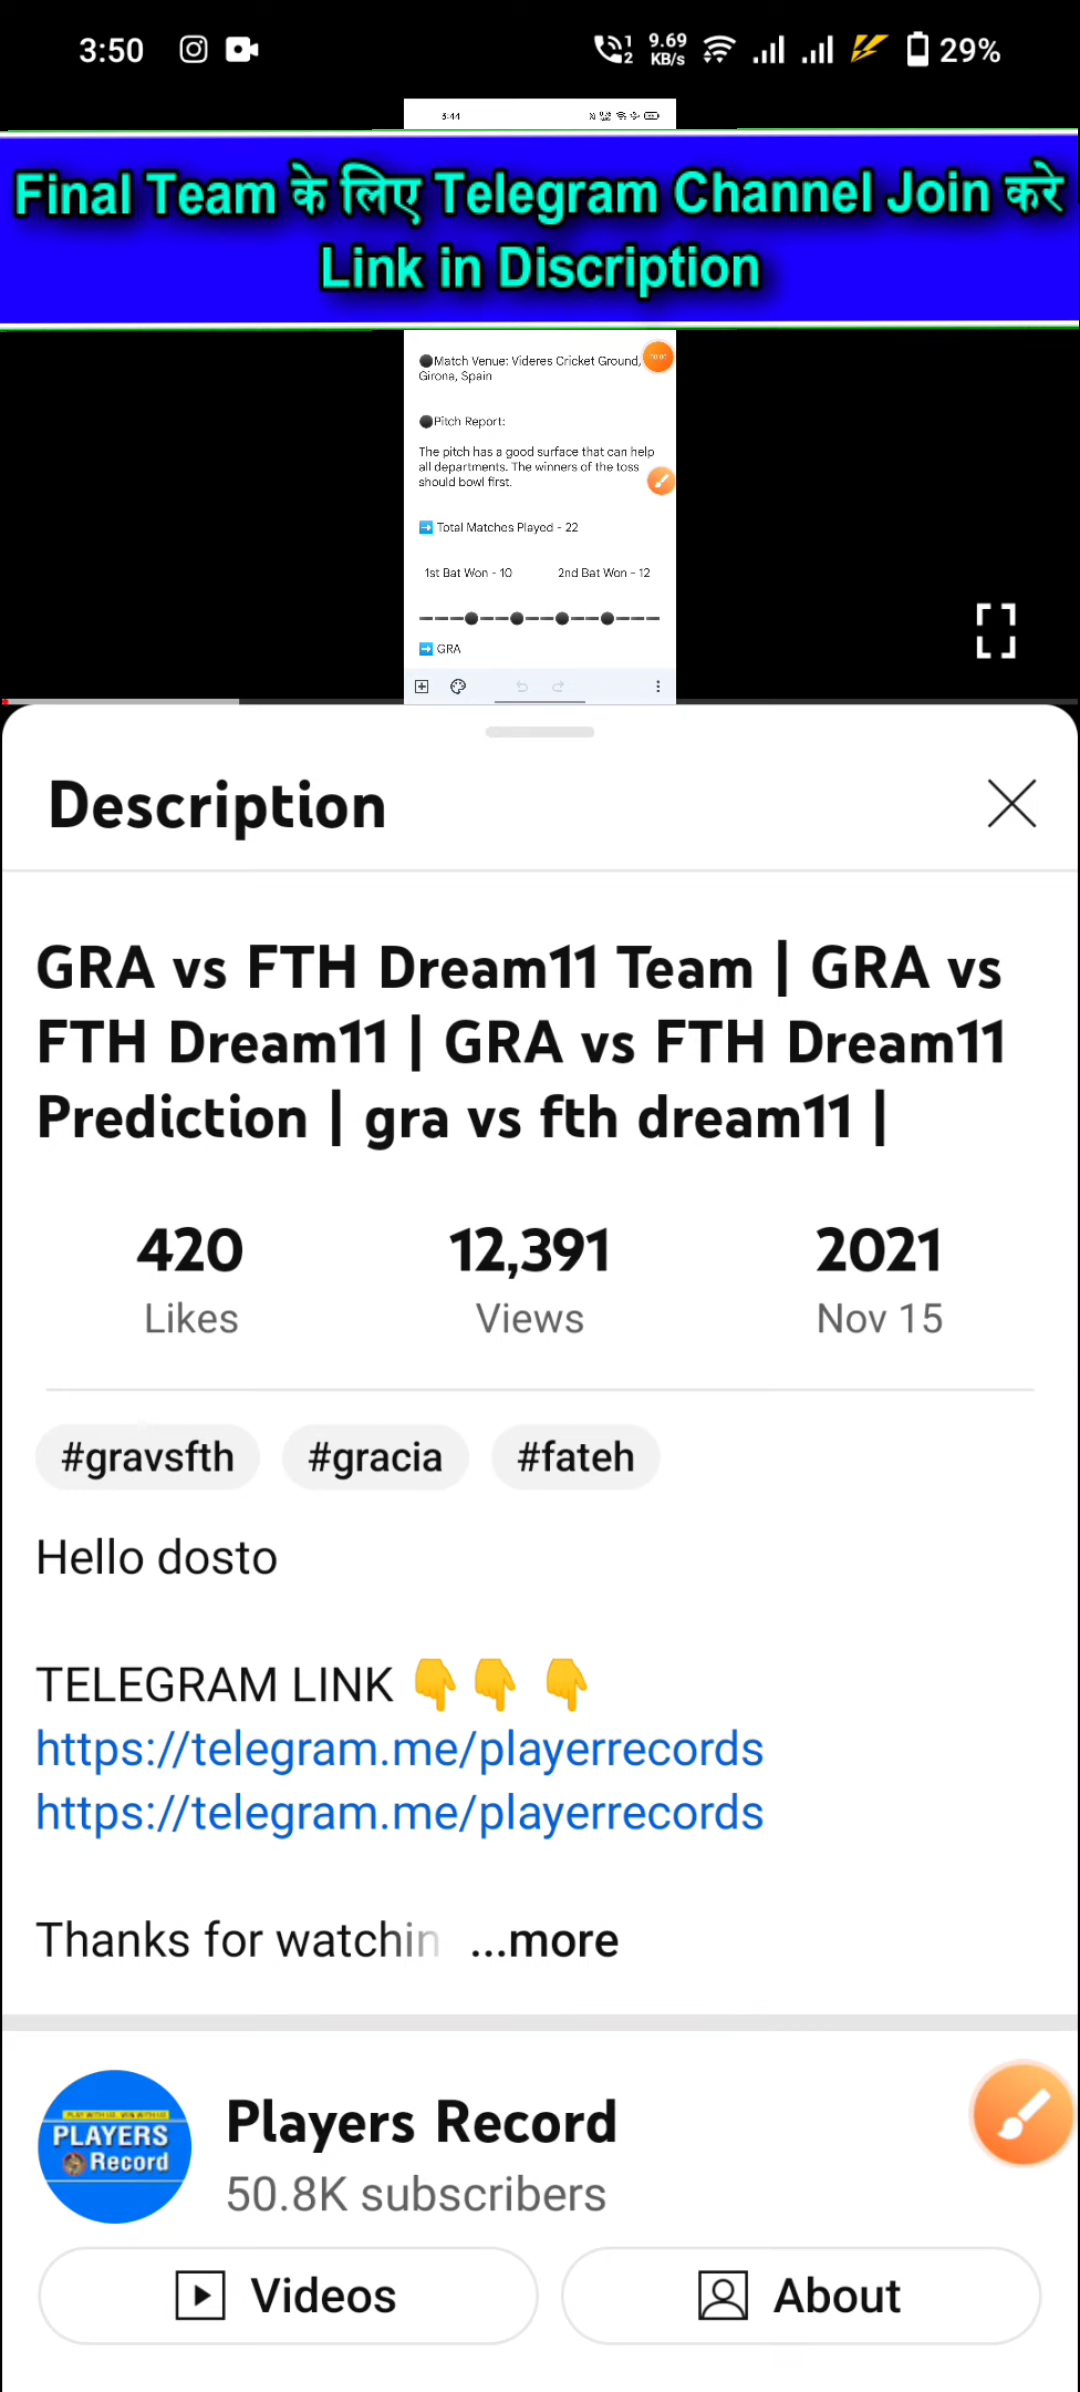 3:50
1 2 9.69 KB/s 29%
3:44
Final Team के लिए Telegram Channel Join करे
Link in Discription
⚫Match Venue: Videres Cricket Ground,
Girona, Spain
⚫Pitch Report:
The pitch has a good surface that can help
all departments. The winners of the toss
should bowl first.
➡️ Total Matches Played - 22
1st Bat Won - 10 2nd Bat Won - 12
➡️ GRA
Description
GRA vs FTH Dream11 Team | GRA vs
FTH Dream11 | GRA vs FTH Dream11
Prediction | gra vs fth dream11 |
420 12,391 2021
Likes Views Nov 15
#gravsfth #gracia #fateh
Hello dosto
TELEGRAM LINK 👇👇 👇
https://telegram.me/playerrecords
https://telegram.me/playerrecords
Thanks for watchin ...more
PLAYERS
Record
Players Record
50.8K subscribers
Videos About